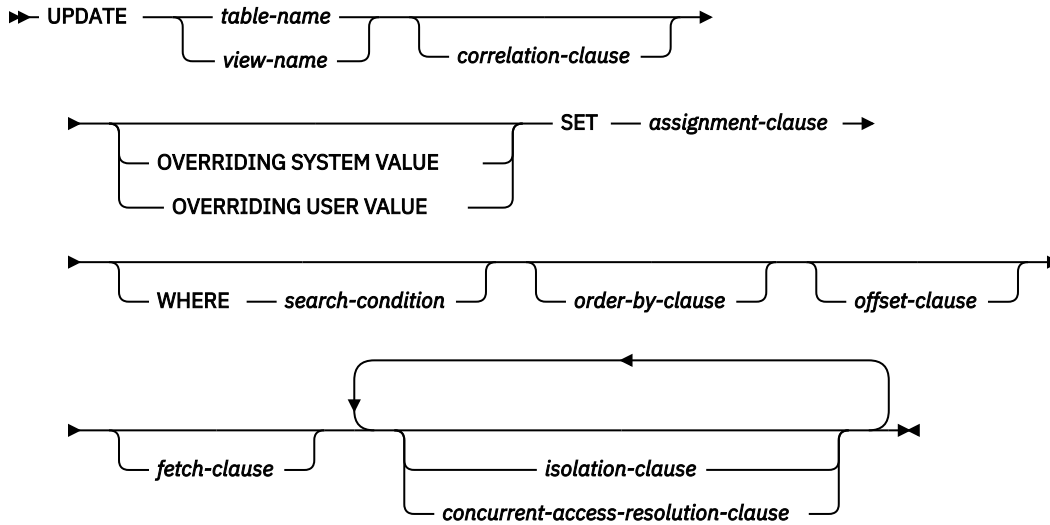 UPDATE table-name
view-name correlation-clause
SET assignment-clause
OVERRIDING SYSTEM VALUE
OVERRIDING USER VALUE
WHERE search-condition order-by-clause offset-clause
fetch-clause isolation-clause
concurrent-access-resolution-clause